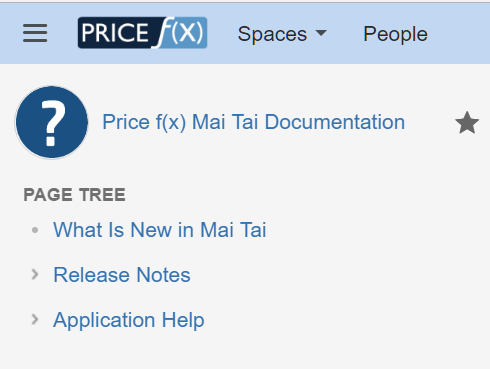 PRICE f(x) Spaces People
? Price f(x) Mai Tai Documentation
PAGE TREE
What Is New in Mai Tai
Release Notes
Application Help